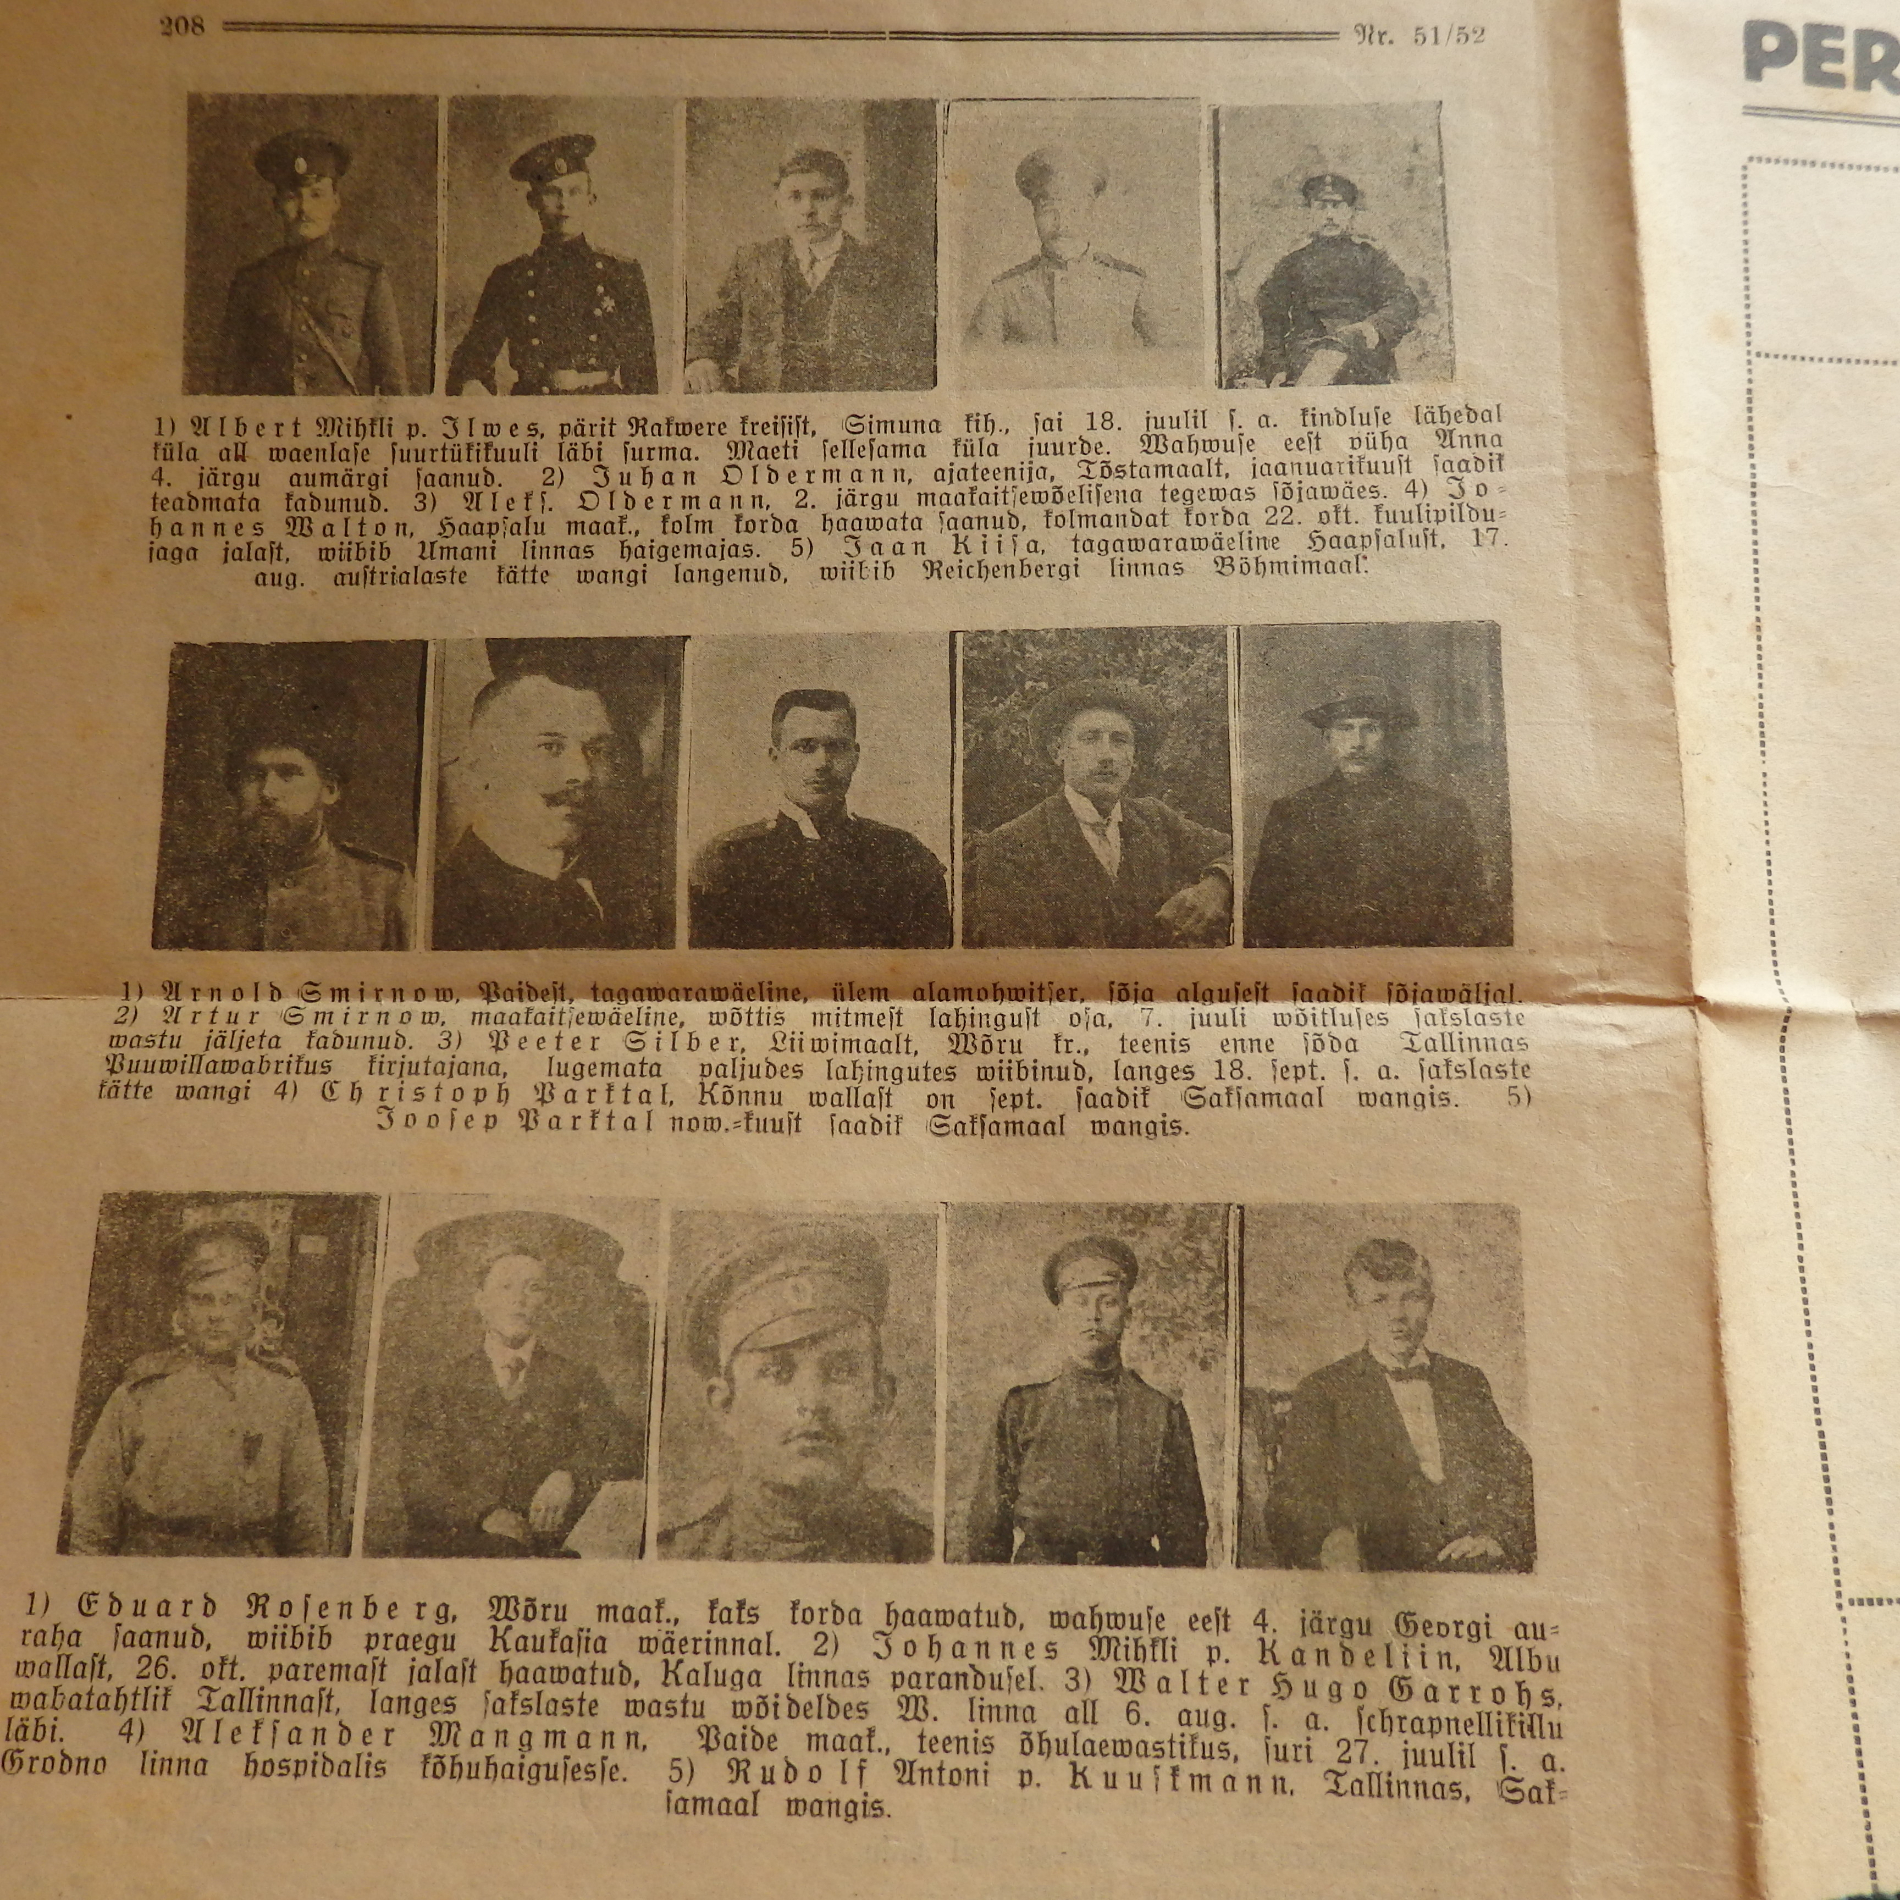 208
Nr. 51/52
PER
1) Albert Mihkli p. Ilwes, pärit Rakwere kreisist, Simuna kih., sai 18. juulil s. a. kindluse lähedal
küla all waenlase suurtükikuuli läbi surma. Maeti sellesama küla juurde. Wahwuse eest püha Anna
4. järgu aumärgi saanud. 2) Juhan Oldermann, ajateenija, Tõstamaalt, jaanuarikuust saadik
teadmata kadunud. 3) Aleks. Oldermann, 2. järgu maakaitsewõelisena tegewas sõjawäes. 4) Jo-
hannes Walton, Haapsalu maak., kolm korda haawata saanud, kolmandat korda 22. okt. kuulipildu-
jaga jalast, wiibib Umani linnas haigemajas. 5) Jaan Kiisa, tagawarawäeline Haapsalust, 17.
aug. austrialaste kätte wangi langenud, wiibib Reichenbergi linnas Böhmimaal.
1) Arnold Smirnow, Paidest, tagawarawäeline, ülem alamohwitser, sõja algusest saadik sõjawäljal.
2) Artur Smirnow, maakaitsewäeline, wõttis mitmest lahingust osa, 7. juuli wõitluses sakslaste
wastu jäljeta kadunud. 3) Peeter Silber, Liiwimaalt, Wõru kr., teenis enne sõda Tallinnas
Puuwillawabrikus kirjutajana, lugemata paljudes lahingutes wiibinud, langes 18. sept. s. a. sakslaste
kätte wangi 4) Christoph Parktal, Kõnnu wallast on sept. saadik Saksamaal wangis. 5)
Joosep Parktal now.-kuust saadik Saksamaal wangis.
1) Eduard Rosenberg, Wõru maak., kaks korda haawatud, wahwuse eest 4. järgu Georgi au-
raha saanud, wiibib praegu Kaukasia wäerinnal. 2) Johannes Mihkli p. Kandeliin, Albu
wallast, 26. okt. paremast jalast haawatud, Kaluga linnas parandusel. 3) Walter Hugo Garrohs,
wabatahtlik Tallinnast, langes sakslaste wastu wõideldes W. linna all 6. aug. s. a. schrapnellikillu
läbi. 4) Aleksander Mangmann, Paide maak., teenis õhulaewastikus, suri 27. juulil s. a.
Grodno linna hospidalis kõhuhaigusesse. 5) Rudolf Antoni p. Kuuskmann, Tallinnas, Sak-
samaal wangis.